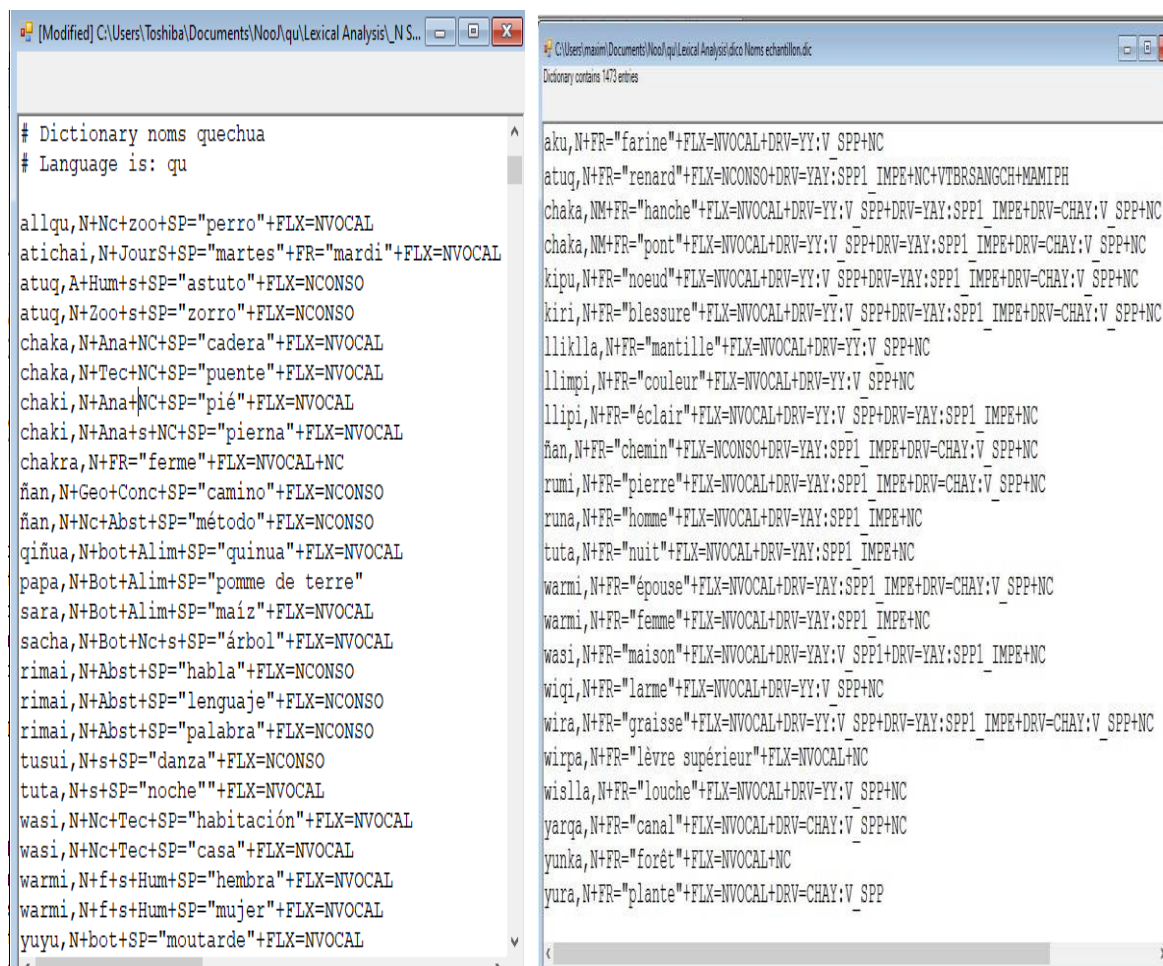 [Modified] C:\Users\Toshiba\Documents\NooJ\qu\Lexical Analysis\_N S...
# Dictionary noms quechua
# Language is: qu
allqu,N+Nc+zoo+SP="perro"+FLX=NVOCAL
atichai,N+JourS+SP="martes"+FR="mardi"+FLX=NVOCAL
atuq,A+Hum+s+SP="astuto"+FLX=NCONSO
atuq,N+Zoo+s+SP="zorro"+FLX=NCONSO
chaka,N+Ana+NC+SP="cadera"+FLX=NVOCAL
chaka,N+Tec+NC+SP="puente"+FLX=NVOCAL
chaki,N+Ana+NC+SP="pié"+FLX=NVOCAL
chaki,N+Ana+s+NC+SP="pierna"+FLX=NVOCAL
chakra,N+FR="ferme"+FLX=NVOCAL+NC
ñan,N+Geo+Conc+SP="camino"+FLX=NCONSO
ñan,N+Nc+Abst+SP="método"+FLX=NCONSO
qiñua,N+bot+Alim+SP="quinua"+FLX=NVOCAL
papa,N+Bot+Alim+SP="pomme de terre"
sara,N+Bot+Alim+SP="maíz"+FLX=NVOCAL
sacha,N+Bot+Nc+s+SP="árbol"+FLX=NVOCAL
rimai,N+Abst+SP="habla"+FLX=NCONSO
rimai,N+Abst+SP="lenguaje"+FLX=NCONSO
rimai,N+Abst+SP="palabra"+FLX=NCONSO
tusui,N+s+SP="danza"+FLX=NCONSO
tuta,N+s+SP="noche""+FLX=NVOCAL
wasi,N+Nc+Tec+SP="habitación"+FLX=NVOCAL
wasi,N+Nc+Tec+SP="casa"+FLX=NVOCAL
warmi,N+f+s+Hum+SP="hembra"+FLX=NVOCAL
warmi,N+f+s+Hum+SP="mujer"+FLX=NVOCAL
yuyu,N+bot+SP="moutarde"+FLX=NVOCAL
C:\Users\maxim\Documents\NooJ\qu\Lexical Analysis\dico Noms echantillon.dic
Dictionary contains 1473 entries
aku,N+FR="farine"+FLX=NVOCAL+DRV=YY:V_SPP+NC
atuq,N+FR="renard"+FLX=NCONSO+DRV=YAY:SPP1_IMPE+NC+VTBRSANGCH+MAMIPH
chaka,NM+FR="hanche"+FLX=NVOCAL+DRV=YY:V_SPP+DRV=YAY:SPP1_IMPE+DRV=CHAY:V_SPP+NC
chaka,NM+FR="pont"+FLX=NVOCAL+DRV=YY:V_SPP+DRV=YAY:SPP1_IMPE+DRV=CHAY:V_SPP+NC
kipu,N+FR="noeud"+FLX=NVOCAL+DRV=YY:V_SPP+DRV=YAY:SPP1_IMPE+DRV=CHAY:V_SPP+NC
kiri,N+FR="blessure"+FLX=NVOCAL+DRV=YY:V_SPP+DRV=YAY:SPP1_IMPE+DRV=CHAY:V_SPP+NC
lliklla,N+FR="mantille"+FLX=NVOCAL+DRV=YY:V_SPP+NC
llimpi,N+FR="couleur"+FLX=NVOCAL+DRV=YY:V_SPP+NC
llipi,N+FR="éclair"+FLX=NVOCAL+DRV=YY:V_SPP+DRV=YAY:SPP1_IMPE+NC
ñan,N+FR="chemin"+FLX=NCONSO+DRV=YAY:SPP1_IMPE+DRV=CHAY:V_SPP+NC
rumi,N+FR="pierre"+FLX=NVOCAL+DRV=YAY:SPP1_IMPE+DRV=CHAY:V_SPP+NC
runa,N+FR="homme"+FLX=NVOCAL+DRV=YAY:SPP1_IMPE+NC
tuta,N+FR="nuit"+FLX=NVOCAL+DRV=YAY:SPP1_IMPE+NC
warmi,N+FR="épouse"+FLX=NVOCAL+DRV=YAY:SPP1_IMPE+DRV=CHAY:V_SPP+NC
warmi,N+FR="femme"+FLX=NVOCAL+DRV=YAY:SPP1_IMPE+NC
wasi,N+FR="maison"+FLX=NVOCAL+DRV=YAY:V_SPP1+DRV=YAY:SPP1_IMPE+NC
wiqi,N+FR="larme"+FLX=NVOCAL+DRV=YY:V_SPP+NC
wira,N+FR="graisse"+FLX=NVOCAL+DRV=YY:V_SPP+DRV=YAY:SPP1_IMPE+DRV=CHAY:V_SPP+NC
wirpa,N+FR="lèvre supérieur"+FLX=NVOCAL+NC
wislla,N+FR="louche"+FLX=NVOCAL+DRV=YY:V_SPP+NC
yarqa,N+FR="canal"+FLX=NVOCAL+DRV=CHAY:V_SPP+NC
yunka,N+FR="forêt"+FLX=NVOCAL+NC
yura,N+FR="plante"+FLX=NVOCAL+DRV=CHAY:V_SPP